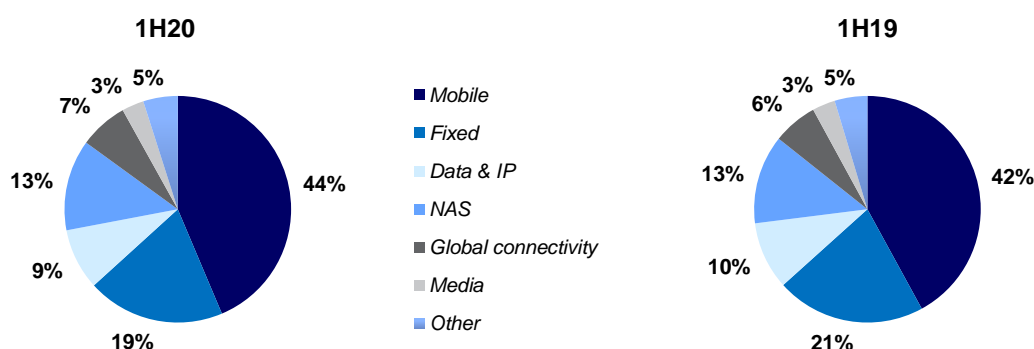 1H20
1H19
5%
3%
7%
13%
9%
19%
44%
Mobile
Fixed
Data & IP
NAS
Global connectivity
Media
Other
5%
3%
6%
13%
10%
21%
42%